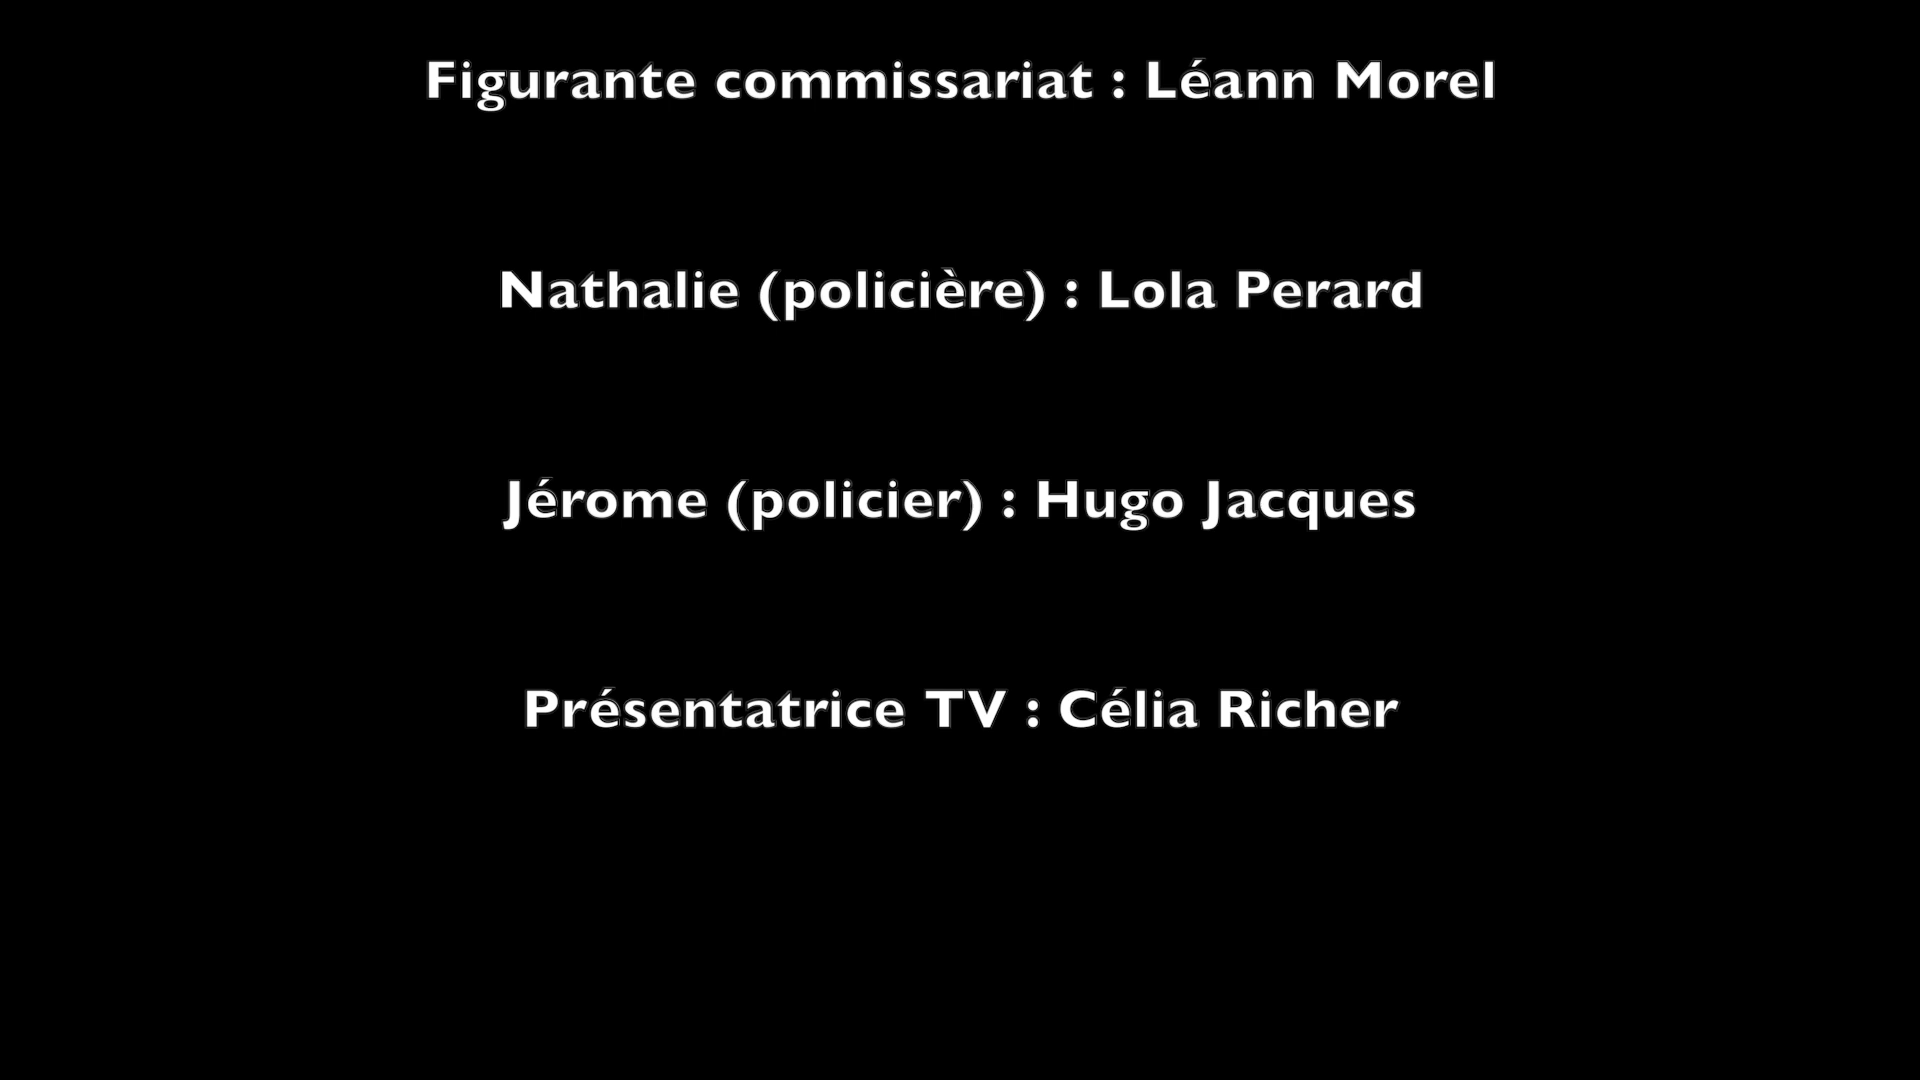 Figurante commissariat : Léann Morel
Nathalie (policière) : Lola Perard
Jérome (policier) : Hugo Jacques
Présentatrice TV : Célia Richer